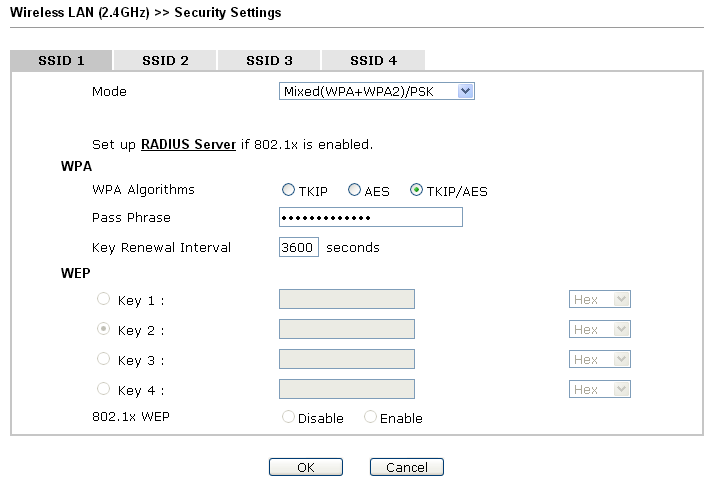 Wireless LAN (2.4GHz) >> Security Settings
SSID 1 SSID 2 SSID 3 SSID 4
Mode Mixed(WPA+WPA2)/PSK
Set up RADIUS Server if 802.1x is enabled.
WPA
WPA Algorithms TKIP AES TKIP/AES
Pass Phrase •••••••••••••
Key Renewal Interval 3600 seconds
WEP
Key 1 : Hex
Key 2 : Hex
Key 3 : Hex
Key 4 : Hex
802.1x WEP Disable Enable
OK Cancel